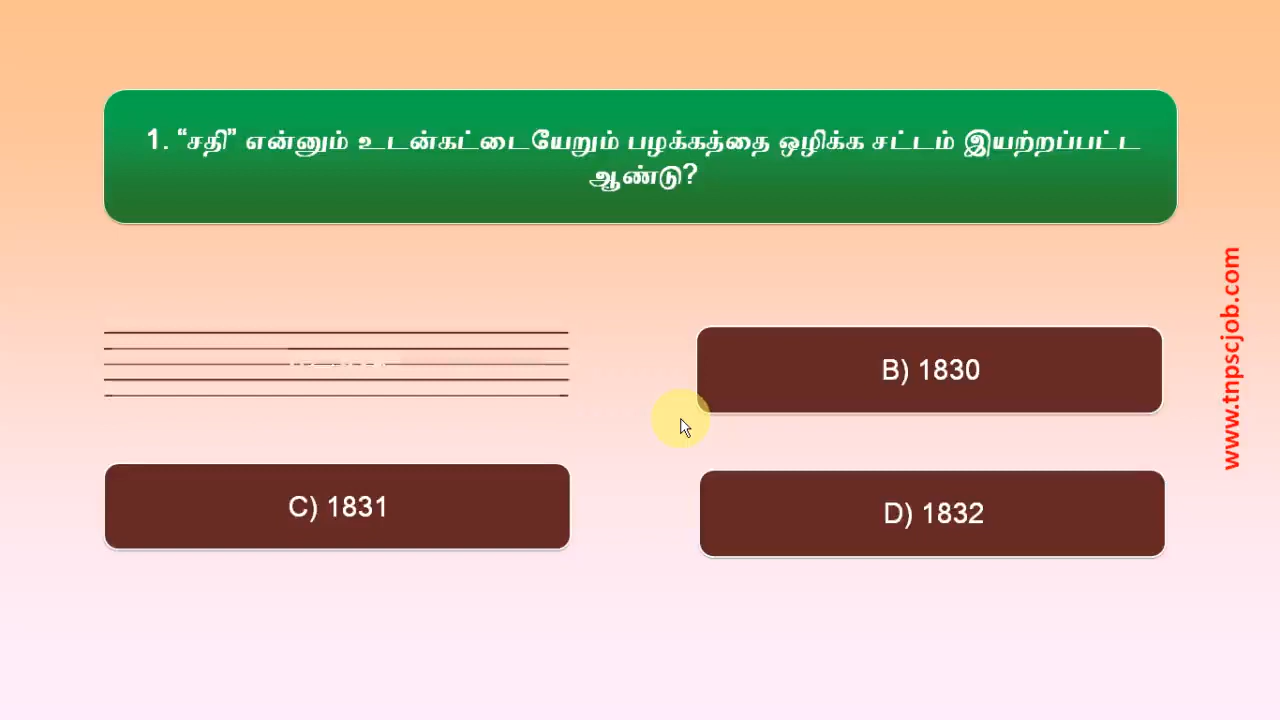 1. “சதி” என்னும் உடன்கட்டையேறும் பழக்கத்தை ஒழிக்க சட்டம் இயற்றப்பட்ட
ஆண்டு?
B) 1830
C) 1831
D) 1832
www.tnpscjob.com